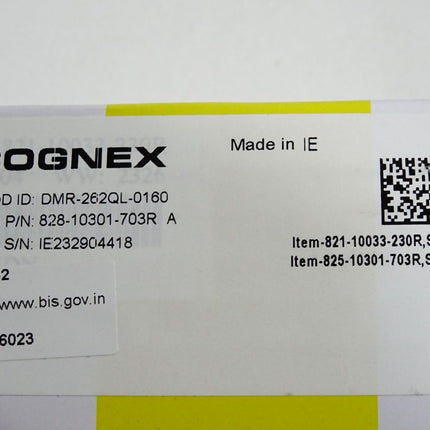 OGNEX
Made in IE
OD ID: DMR-262QL-0160
P/N: 828-10301-703R A
S/N: IE232904418
Item-821-10033-230R,S
Item-825-10301-703R,S
2
www.bis.gov.in
6023